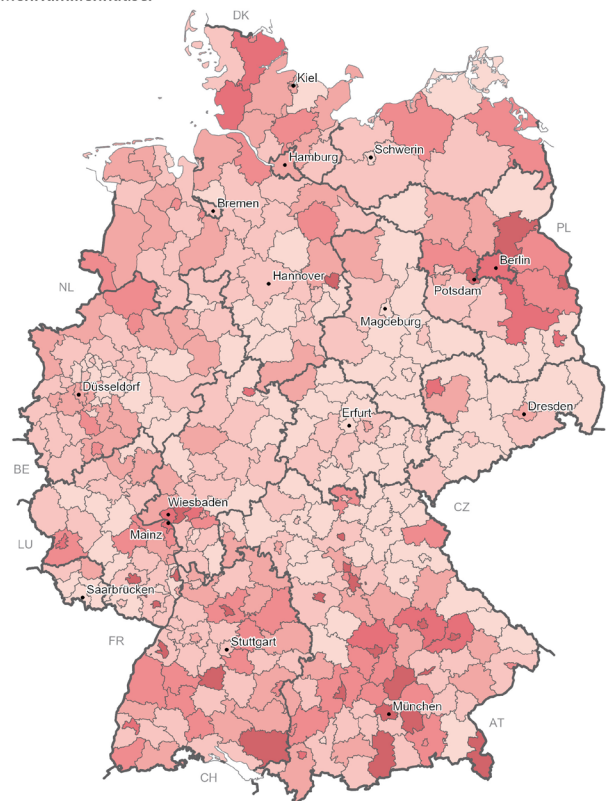 DK
Kiel
Schwerin
Hamburg
Bremen
PL
Berlin
NL
Hannover
Potsdam
Magdeburg
Düsseldorf
Erfurt
Dresden
BE
Wiesbaden
CZ
LU
Mainz
Saarbrücken
FR
Stuttgart
München
AT
CH